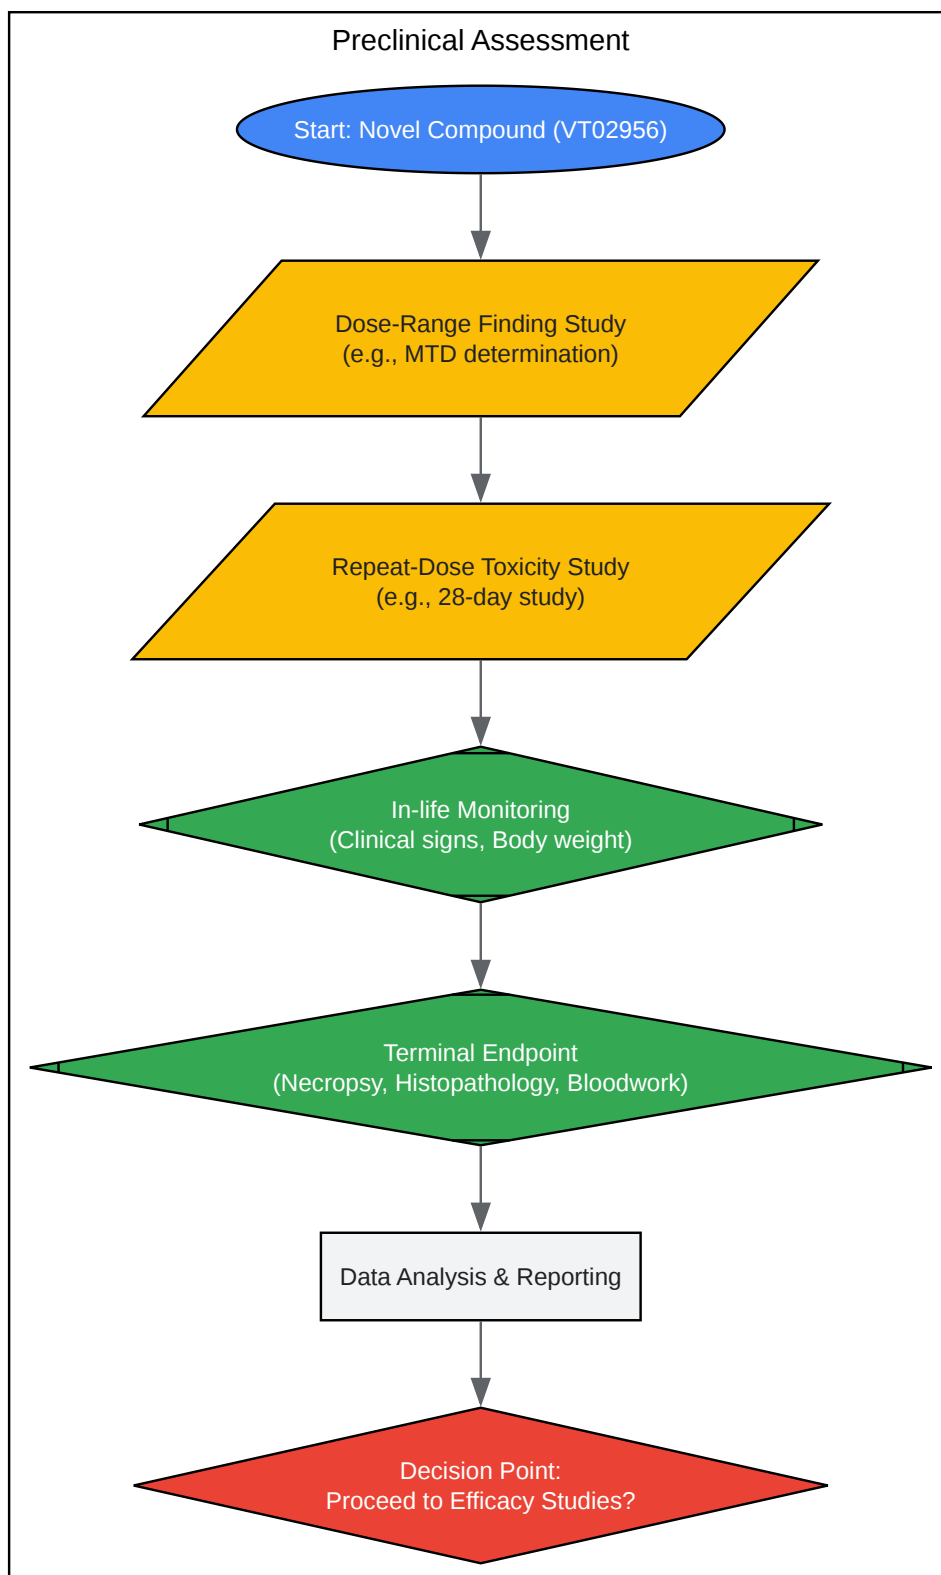 Preclinical Assessment
Start: Novel Compound (VT02956)
Dose-Range Finding Study
(e.g., MTD determination)
Repeat-Dose Toxicity Study
(e.g., 28-day study)
In-life Monitoring
(Clinical signs, Body weight)
Terminal Endpoint
(Necropsy, Histopathology, Bloodwork)
Data Analysis & Reporting
Decision Point:
Proceed to Efficacy Studies?